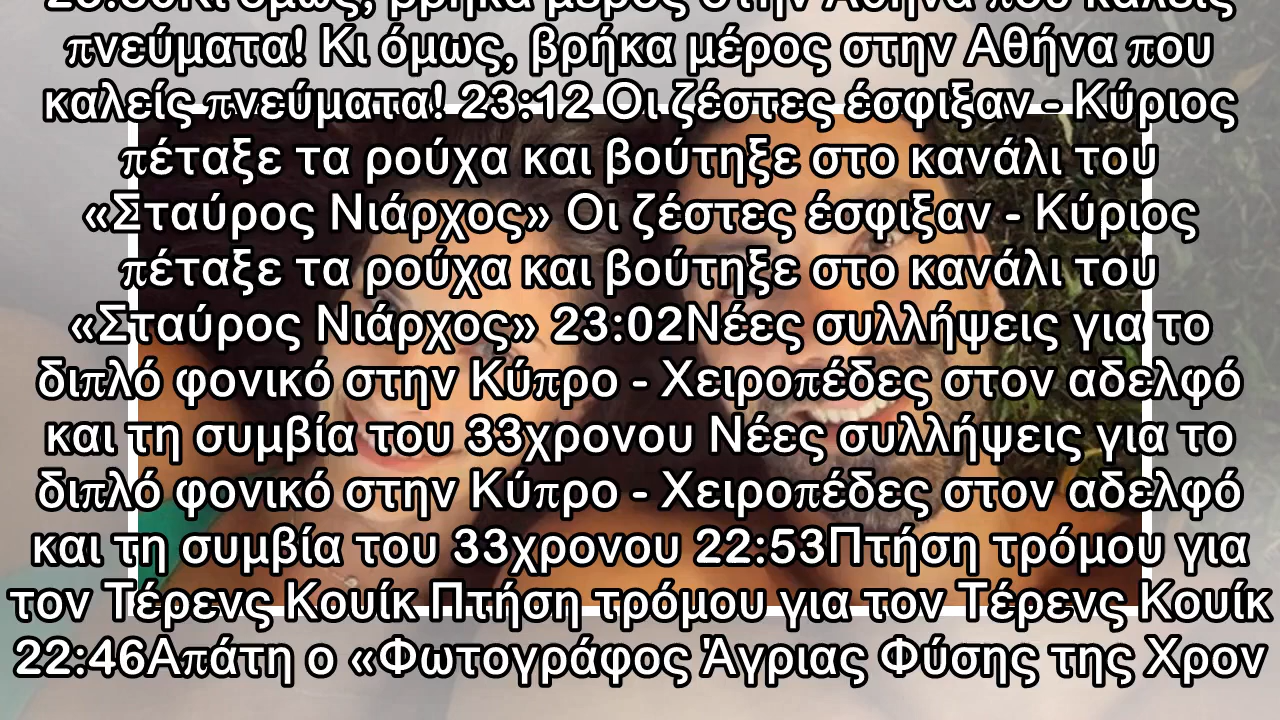 πνεύματα! Κι όμως, βρήκα μέρος στην Αθήνα που
καλείς πνεύματα! 23:12 Οι ζέστες έσφιξαν - Κύριος
πέταξε τα ρούχα και βούτηξε στο κανάλι του
«Σταύρος Νιάρχος» Οι ζέστες έσφιξαν - Κύριος
πέταξε τα ρούχα και βούτηξε στο κανάλι του
«Σταύρος Νιάρχος» 23:02Νέες συλλήψεις για το
διπλό φονικό στην Κύπρο - Χειροπέδες στον αδελφό
και τη συμβία του 33χρονου Νέες συλλήψεις για το
διπλό φονικό στην Κύπρο - Χειροπέδες στον αδελφό
και τη συμβία του 33χρονου 22:53Πτήση τρόμου για
τον Τέρενς Κουίκ Πτήση τρόμου για τον Τέρενς Κουίκ
22:46Απάτη ο «Φωτογράφος Άγριας Φύσης της Χρον